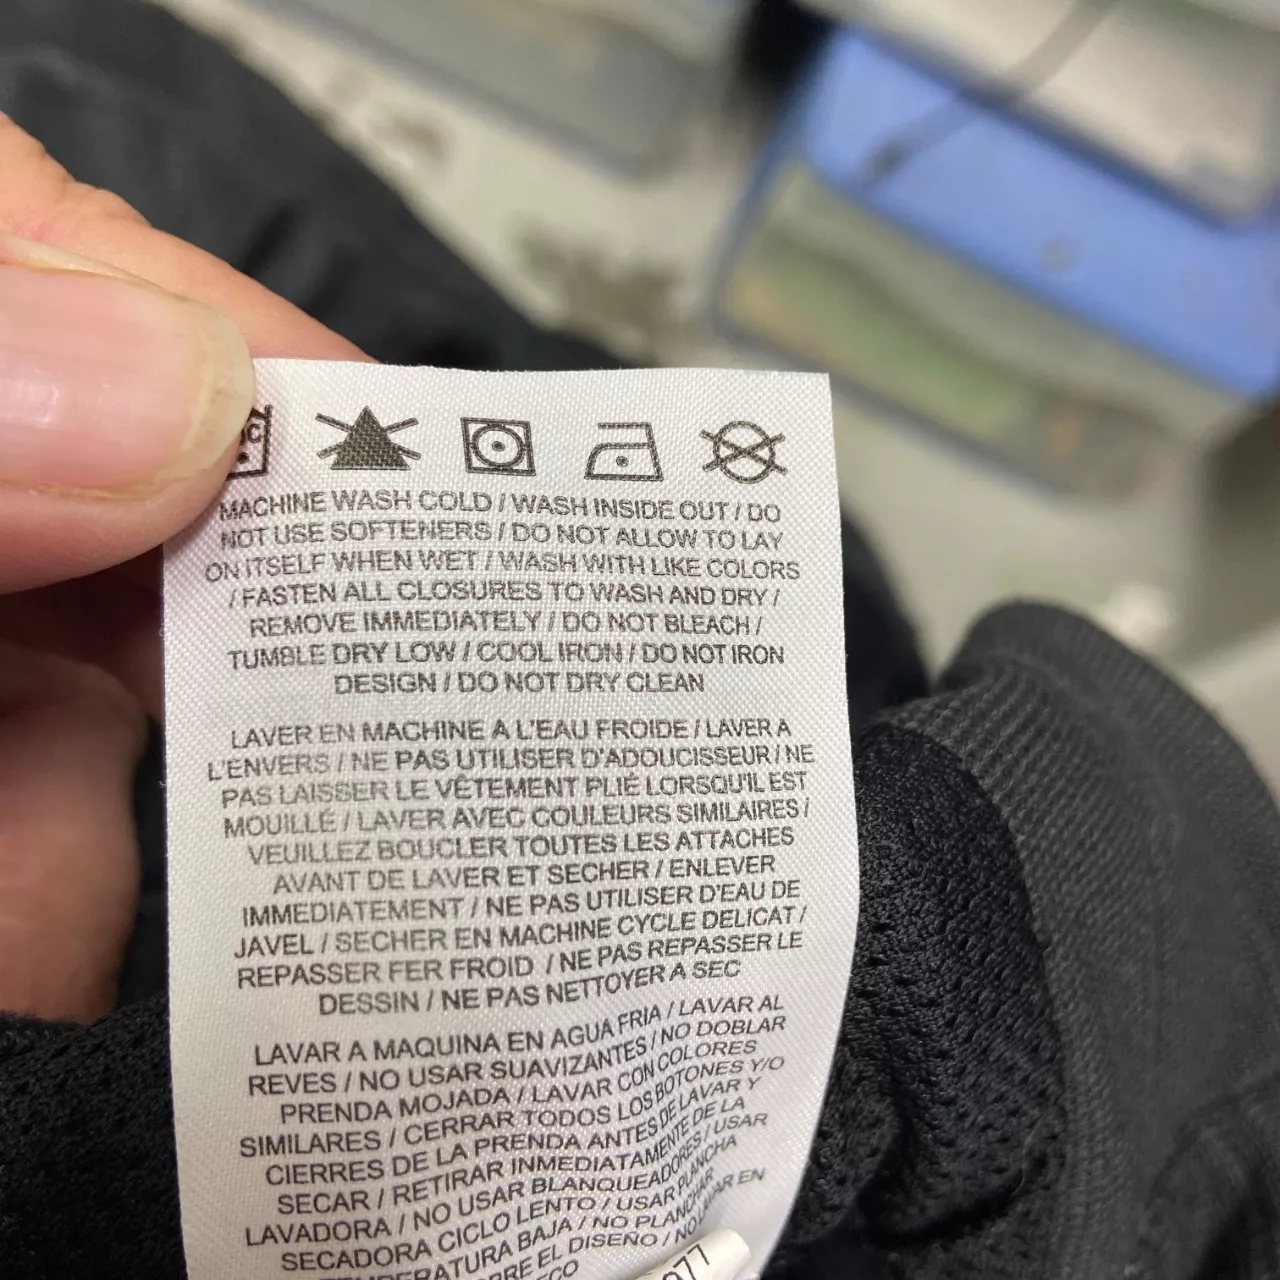 MACHINE WASH COLD / WASH INSIDE OUT / DO
NOT USE SOFTENERS / DO NOT ALLOW TO LAY
ON ITSELF WHEN WET / WASH WITH LIKE COLORS
/ FASTEN ALL CLOSURES TO WASH AND DRY /
REMOVE IMMEDIATELY / DO NOT BLEACH /
TUMBLE DRY LOW / COOL IRON / DO NOT IRON
DESIGN / DO NOT DRY CLEAN
LAVER EN MACHINE A L'EAU FROIDE / LAVER A
L'ENVERS / NE PAS UTILISER D'ADOUCISSEUR / NE
PAS LAISSER LE VÊTEMENT PLIÉ LORSQU'IL EST
MOUILLÉ / LAVER AVEC COULEURS SIMILAIRES /
VEUILLEZ BOUCLER TOUTES LES ATTACHES
AVANT DE LAVER ET SECHER / ENLEVER
IMMEDIATEMENT / NE PAS UTILISER D'EAU DE
JAVEL / SECHER EN MACHINE CYCLE DELICAT /
REPASSER FER FROID / NE PAS REPASSER LE
DESSIN / NE PAS NETTOYER A SEC
LAVAR A MAQUINA EN AGUA FRIA / LAVAR AL
REVES / NO USAR SUAVIZANTES / NO DOBLAR
PRENDA MOJADA / LAVAR CON COLORES
SIMILARES / CERRAR TODOS LOS BOTONES Y/O
CIERRES DE LA PRENDA ANTES DE LAVAR Y
SECAR / RETIRAR INMEDIATAMENTE DE LA
LAVADORA / NO USAR BLANQUEADORES / USAR
SECADORA CICLO LENTO / USAR PLANCHA
BAJA / NO PLANCHAR
EL DISEÑO / NO LAVAR EN